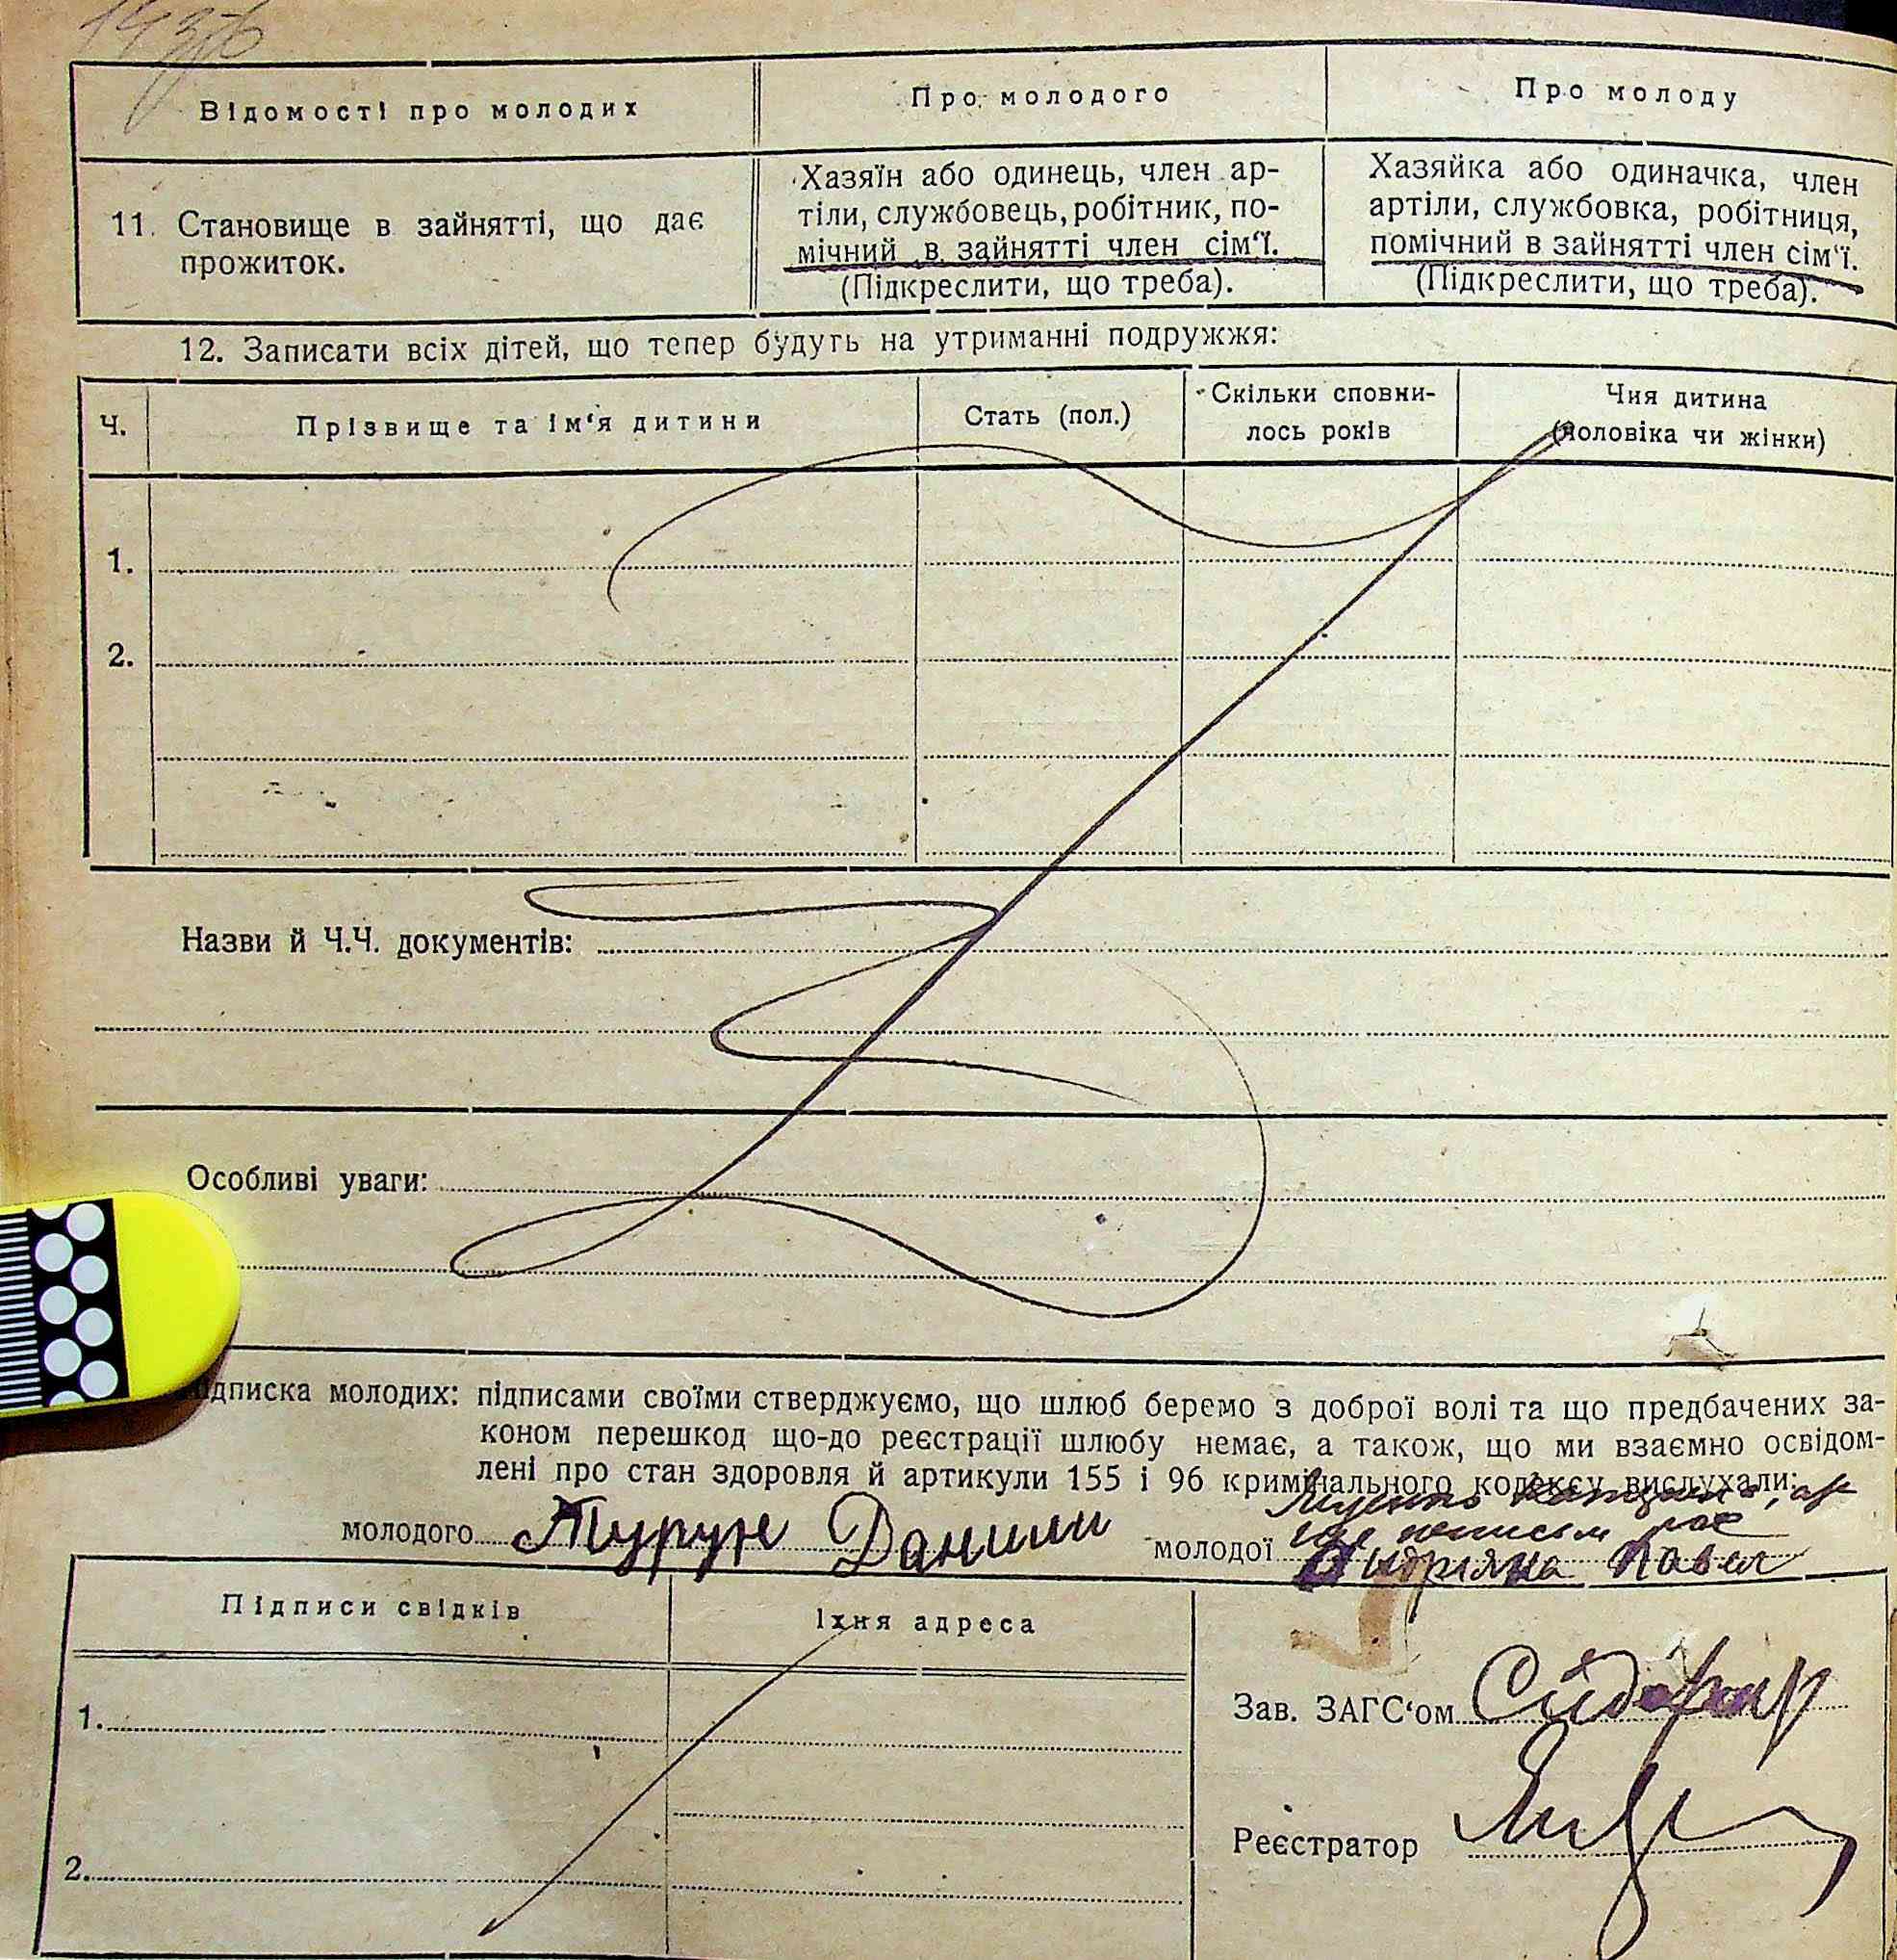 Відомості про молодих
Про молодого
Про молоду
11. Становище в зайнятті, що дає
прожиток.
Хазяїн або одинець, член ар-
тіли, службовець, робітник, по-
мічний в зайнятті член сім‘ї.
(Підкреслити, що треба).
Хазяйка або одиначка, член
артіли, службовка, робітниця,
помічний в зайнятті член сім‘ї.
(Підкреслити, що треба).
12. Записати всіх дітей, що тепер будуть на утриманні подружжя:
Ч.
Прізвище та ім‘я дитини
Стать (пол.)
Скільки сповни-
лось років
Чия дитина
(чоловіка чи жінки)
1.
2.
Назви й Ч.Ч. документів:
Особливі уваги:
ідписка молодих: підписами своїми стверджуємо, що шлюб беремо з доброї волі та що предбачених за-
коном перешкод що-до реєстрації шлюбу немає, а також, що ми взаємно освідом-
лені про стан здоровля й артикули 155 і 96 кримінального кодексу вислухали:
молодого Турун Данили
молодої
Павел
Підписи свідків
Їхня адреса
1.
2.
Зав. ЗАГС‘ом
Реєстратор